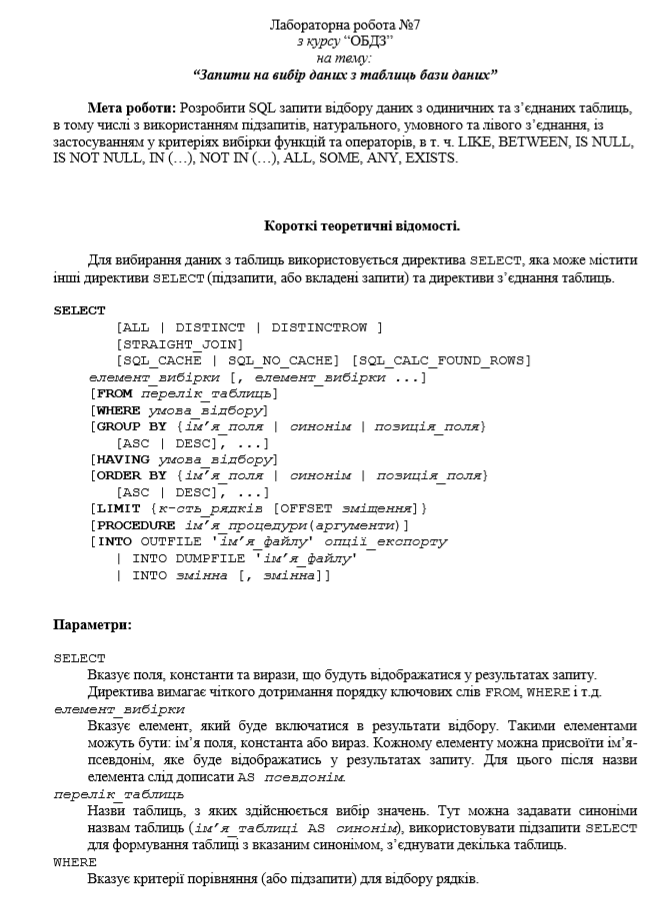 Лабораторна робота №7
з курсу “ОБДЗ”
на тему:
“Запити на вибір даних з таблиць бази даних”
Мета роботи: Розробити SQL запити відбору даних з одиничних та з’єднаних таблиць,
в тому числі з використанням підзапитів, натурального, умовного та лівого з’єднання, із
застосуванням у критеріях вибірки функцій та операторів, в т. ч. LIKE, BETWEEN, IS NULL,
IS NOT NULL, IN (…), NOT IN (…), ALL, SOME, ANY, EXISTS.
Короткі теоретичні відомості.
Для вибирання даних з таблиць використовується директива SELECT, яка може містити
інші директиви SELECT (підзапити, або вкладені запити) та директиви з’єднання таблиць.
SELECT
[ALL | DISTINCT | DISTINCTROW ]
[STRAIGHT_JOIN]
[SQL_CACHE | SQL_NO_CACHE] [SQL_CALC_FOUND_ROWS]
елемент_вибірки [, елемент_вибірки ...]
[FROM перелік_таблиць]
[WHERE умова_відбору]
[GROUP BY {ім’я_поля | синонім | позиція_поля}
[ASC | DESC], ...]
[HAVING умова_відбору]
[ORDER BY {ім’я_поля | синонім | позиція_поля}
[ASC | DESC], ...]
[LIMIT {к-сть_рядків [OFFSET зміщення]}
[PROCEDURE ім’я_процедури(аргументи)]
[INTO OUTFILE 'ім’я_файлу' опції_експорту
| INTO DUMPFILE 'ім’я_файлу'
| INTO змінна [, змінна]]
Параметри:
SELECT
Вказує поля, константи та вирази, що будуть відображатися у результатах запиту.
Директива вимагає чіткого дотримання порядку ключових слів FROM, WHERE і т.д.
елемент_вибірки
Вказує елемент, який буде включатися в результати відбору. Такими елементами
можуть бути: ім’я поля, константа або вираз. Кожному елементу можна присвоїти ім’я-
псевдонім, яке буде відображатись у результатах запиту. Для цього після назви
елемента слід дописати AS псевдонім.
перелік_таблиць
Назви таблиць, з яких здійснюється вибір значень. Тут можна задавати синоніми
назвам таблиць (ім’я_таблиці AS синонім), використовувати підзапити SELECT
для формування таблиці з вказаним синонімом, з’єднувати декілька таблиць.
WHERE
Вказує критерії порівняння (або підзапити) для відбору рядків.